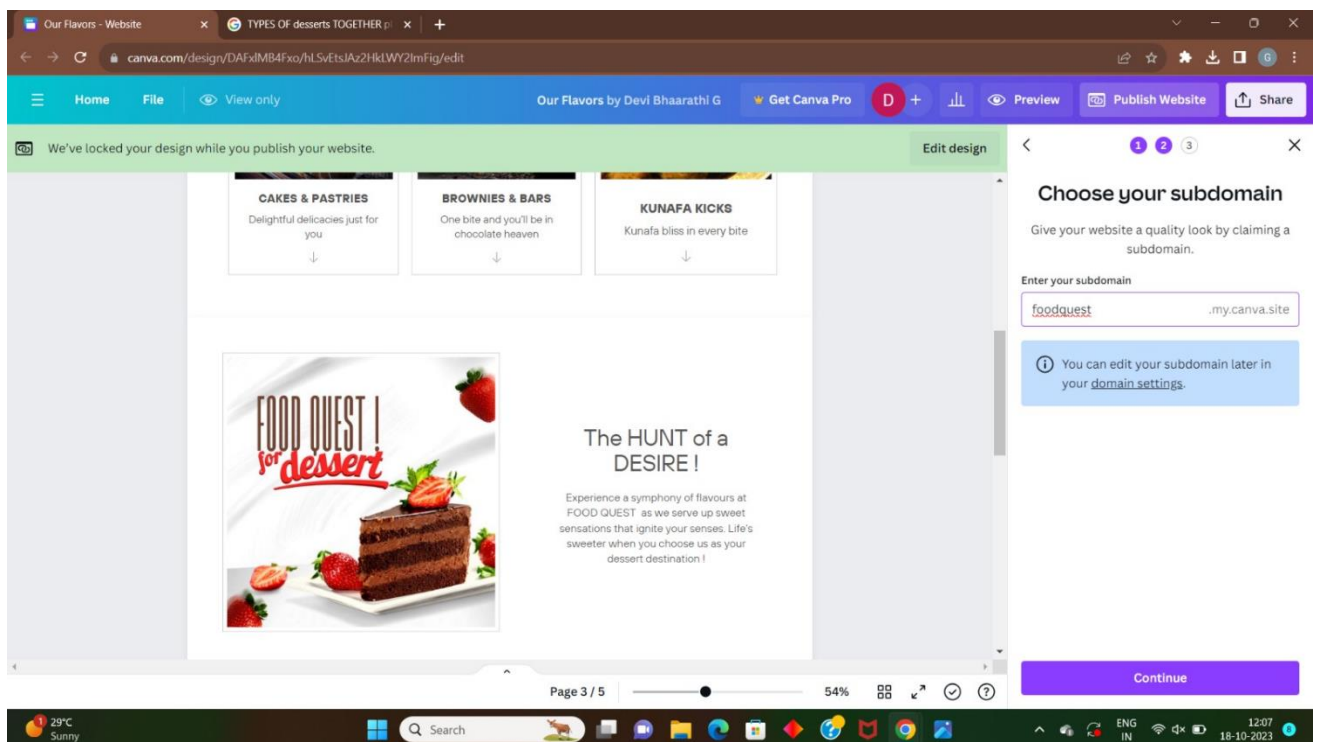 Our Flavors - Website
TYPES OF desserts TOGETHER pi
canva.com/design/DAFxlMB4Fxo/hLSvEtsJAz2HkLWY2ImFig/edit
G
Home File View only Our Flavors by Devi Bhaarathi G Get Canva Pro D + Preview Publish Website Share
We've locked your design while you publish your website. Edit design
1 2 3
CAKES & PASTRIES
Delightful delicacies just for
you
BROWNIES & BARS
One bite and you'll be in
chocolate heaven
KUNAFA KICKS
Kunafa bliss in every bite
FOOD QUEST !
for dessert
The HUNT of a
DESIRE !
Experience a symphony of flavours at
FOOD QUEST as we serve up sweet
sensations that ignite your senses. Life's
sweeter when you choose us as your
dessert destination !
Choose your subdomain
Give your website a quality look by claiming a
subdomain.
Enter your subdomain
foodquest .my.canva.site
You can edit your subdomain later in
your domain settings.
Continue
Page 3 / 5 54%
1 29°C
Sunny
Search
ENG
IN
12:07
18-10-2023
8